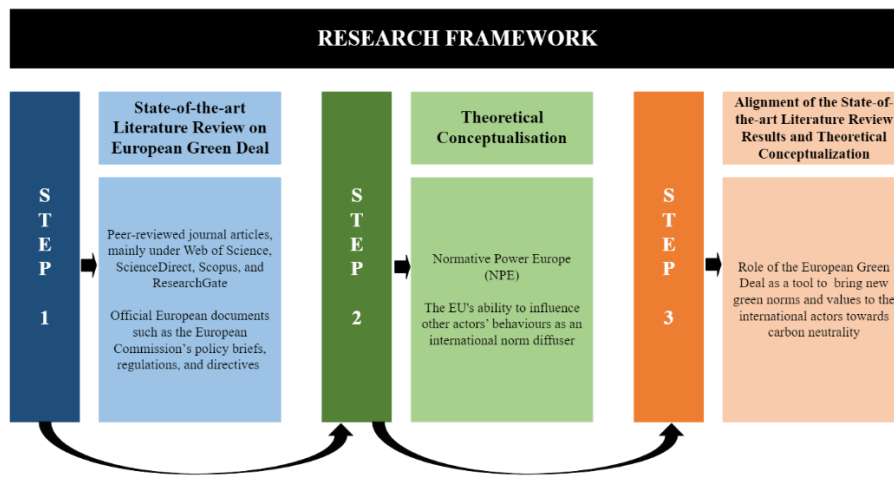 RESEARCH FRAMEWORK
STEP 1
State-of-the-art
Literature Review on
European Green Deal
Peer-reviewed journal articles,
mainly under Web of Science,
ScienceDirect, Scopus, and
ResearchGate
Official European documents
such as the European
Commission's policy briefs,
regulations, and directives
STEP 2
Theoretical
Conceptualisation
Normative Power Europe
(NPE)
The EU's ability to influence
other actors' behaviours as an
international norm diffuser
STEP 3
Alignment of the State-of-
the-art Literature Review
Results and Theoretical
Conceptualization
Role of the European Green
Deal as a tool to bring new
green norms and values to the
international actors towards
carbon neutrality